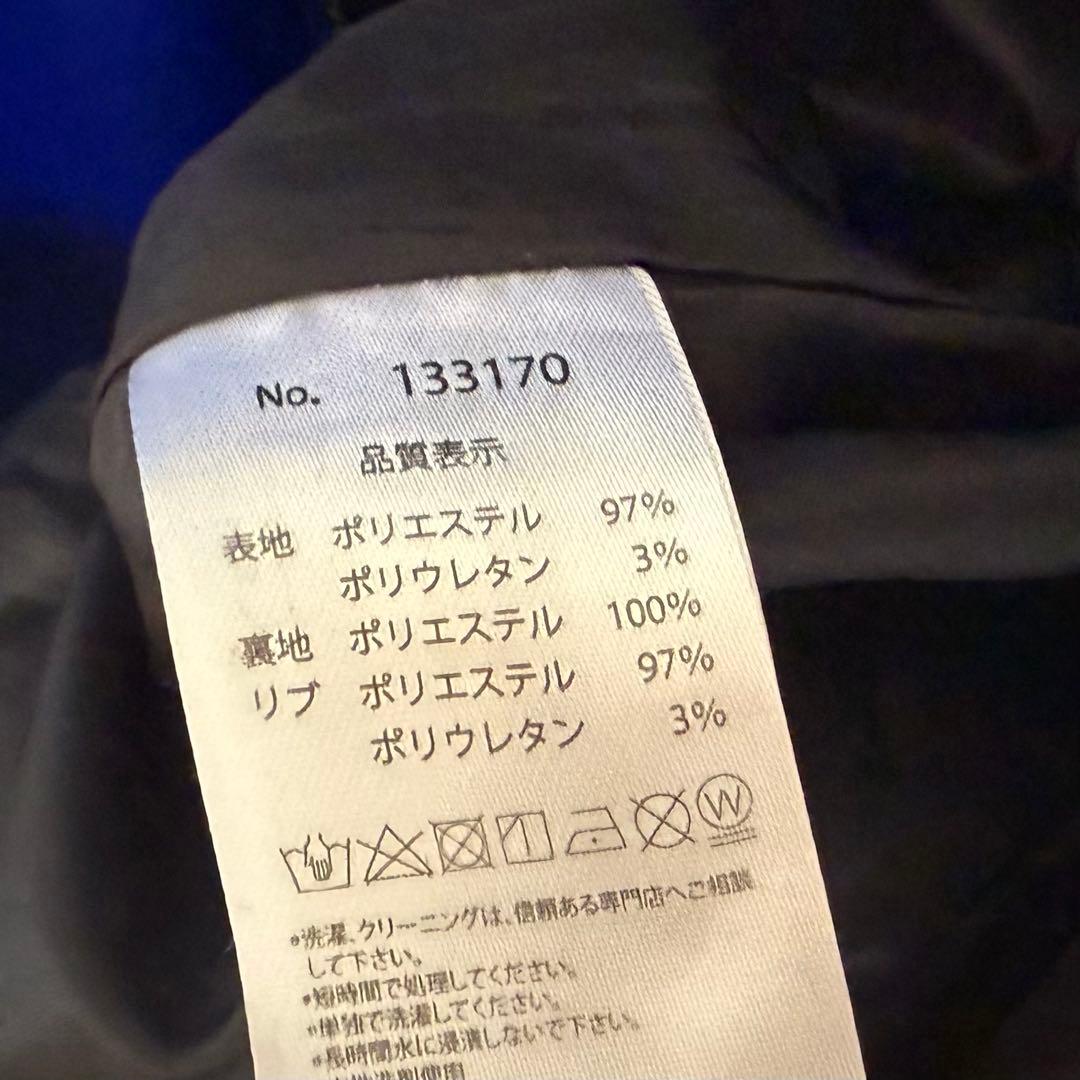 No. 133170
品質表示
表地 ポリエステル 97%
ポリウレタン 3%
裏地 ポリエステル 100%
リブ ポリエステル 97%
ポリウレタン 3%
W
*洗濯、クリーニングは、信頼ある専門店へご相談
して下さい。
*短時間で処理してください。
*単独で洗濯してください。
*長時間水に浸漬しないで下さい。